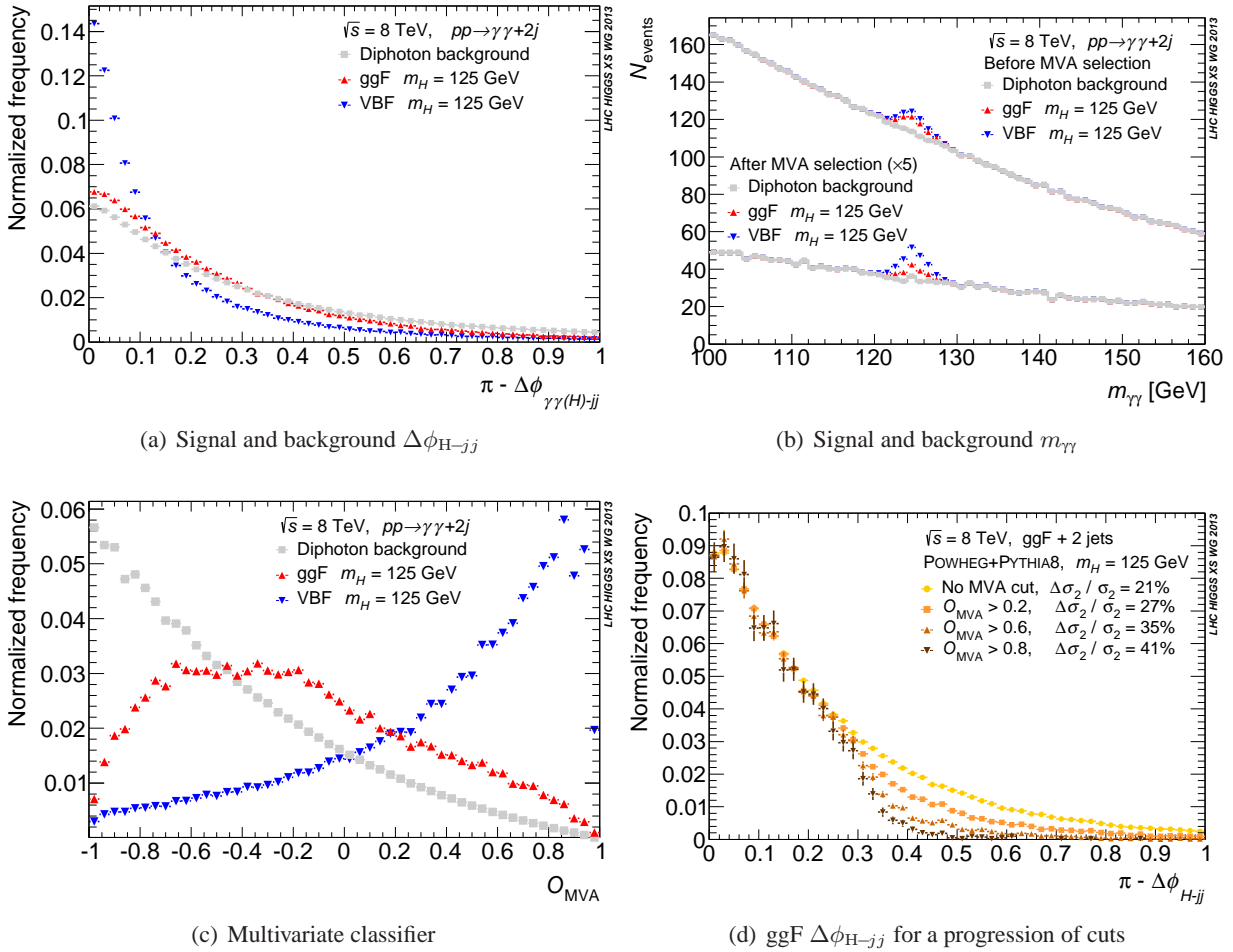 Normalized frequency
0.14
0.12
0.1
0.08
0.06
0.04
0.02
0
√s = 8 TeV, pp→γγ+2j
Diphoton background
ggF m_H = 125 GeV
VBF m_H = 125 GeV
LHC HIGGS XS WG 2013
0 0.1 0.2 0.3 0.4 0.5 0.6 0.7 0.8 0.9 1
π - Δφ_γγ(H)-jj
(a) Signal and background Δφ_H−jj
N_events
160
140
120
100
80
60
40
20
0
√s = 8 TeV, pp→γγ+2j
Before MVA selection
Diphoton background
ggF m_H = 125 GeV
VBF m_H = 125 GeV
After MVA selection (×5)
Diphoton background
ggF m_H = 125 GeV
VBF m_H = 125 GeV
LHC HIGGS XS WG 2013
100 110 120 130 140 150 160
m_γγ [GeV]
(b) Signal and background m_γγ
Normalized frequency
0.06
0.05
0.04
0.03
0.02
0.01
√s = 8 TeV, pp→γγ+2j
Diphoton background
ggF m_H = 125 GeV
VBF m_H = 125 GeV
LHC HIGGS XS WG 2013
-1 -0.8 -0.6 -0.4 -0.2 0 0.2 0.4 0.6 0.8 1
O_MVA
(c) Multivariate classifier
Normalized frequency
0.1
0.09
0.08
0.07
0.06
0.05
0.04
0.03
0.02
0.01
0
√s = 8 TeV, ggF + 2 jets
POWHEG+PYTHIA8, m_H = 125 GeV
No MVA cut, Δσ₂ / σ₂ = 21%
O_MVA > 0.2, Δσ₂ / σ₂ = 27%
O_MVA > 0.6, Δσ₂ / σ₂ = 35%
O_MVA > 0.8, Δσ₂ / σ₂ = 41%
LHC HIGGS XS WG 2013
0 0.1 0.2 0.3 0.4 0.5 0.6 0.7 0.8 0.9 1
π - Δφ_H-jj
(d) ggF Δφ_H−jj for a progression of cuts